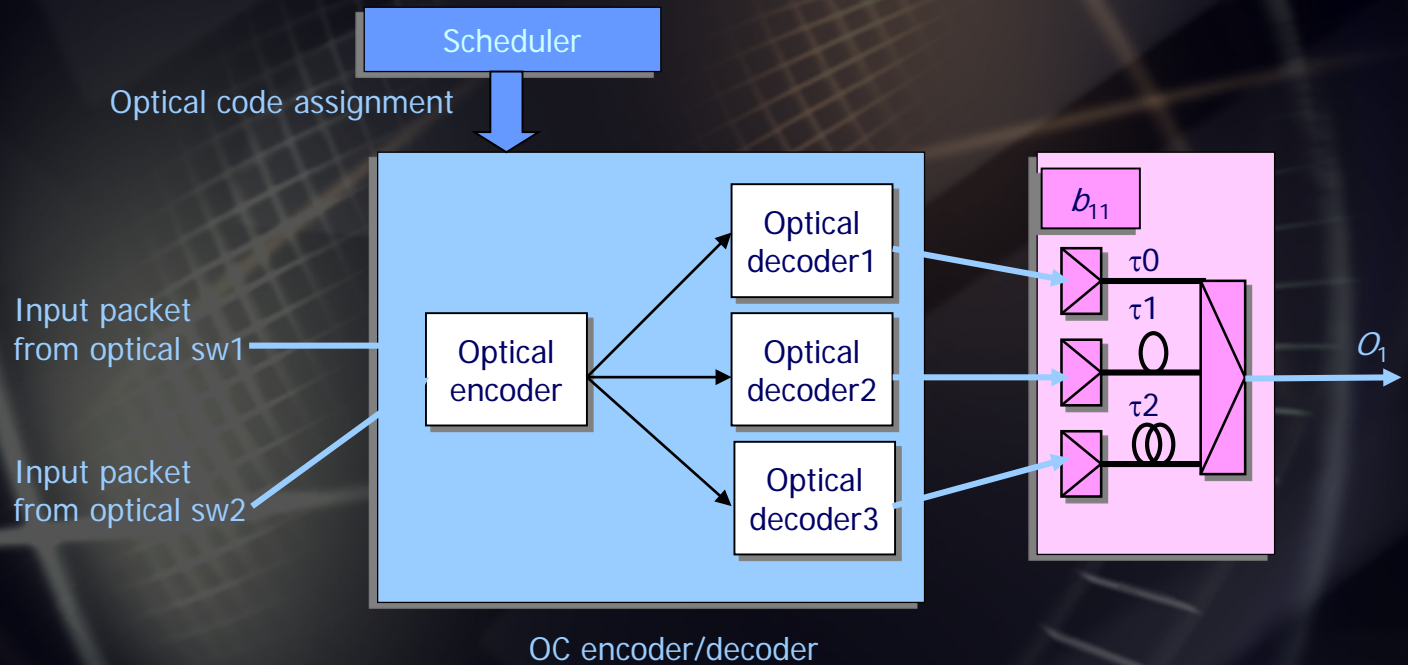 Scheduler
Optical code assignment
Input packet
from optical sw1
Input packet
from optical sw2
Optical
encoder
Optical
decoder1
Optical
decoder2
Optical
decoder3
b11
τ0
τ1
τ2
O1
OC encoder/decoder